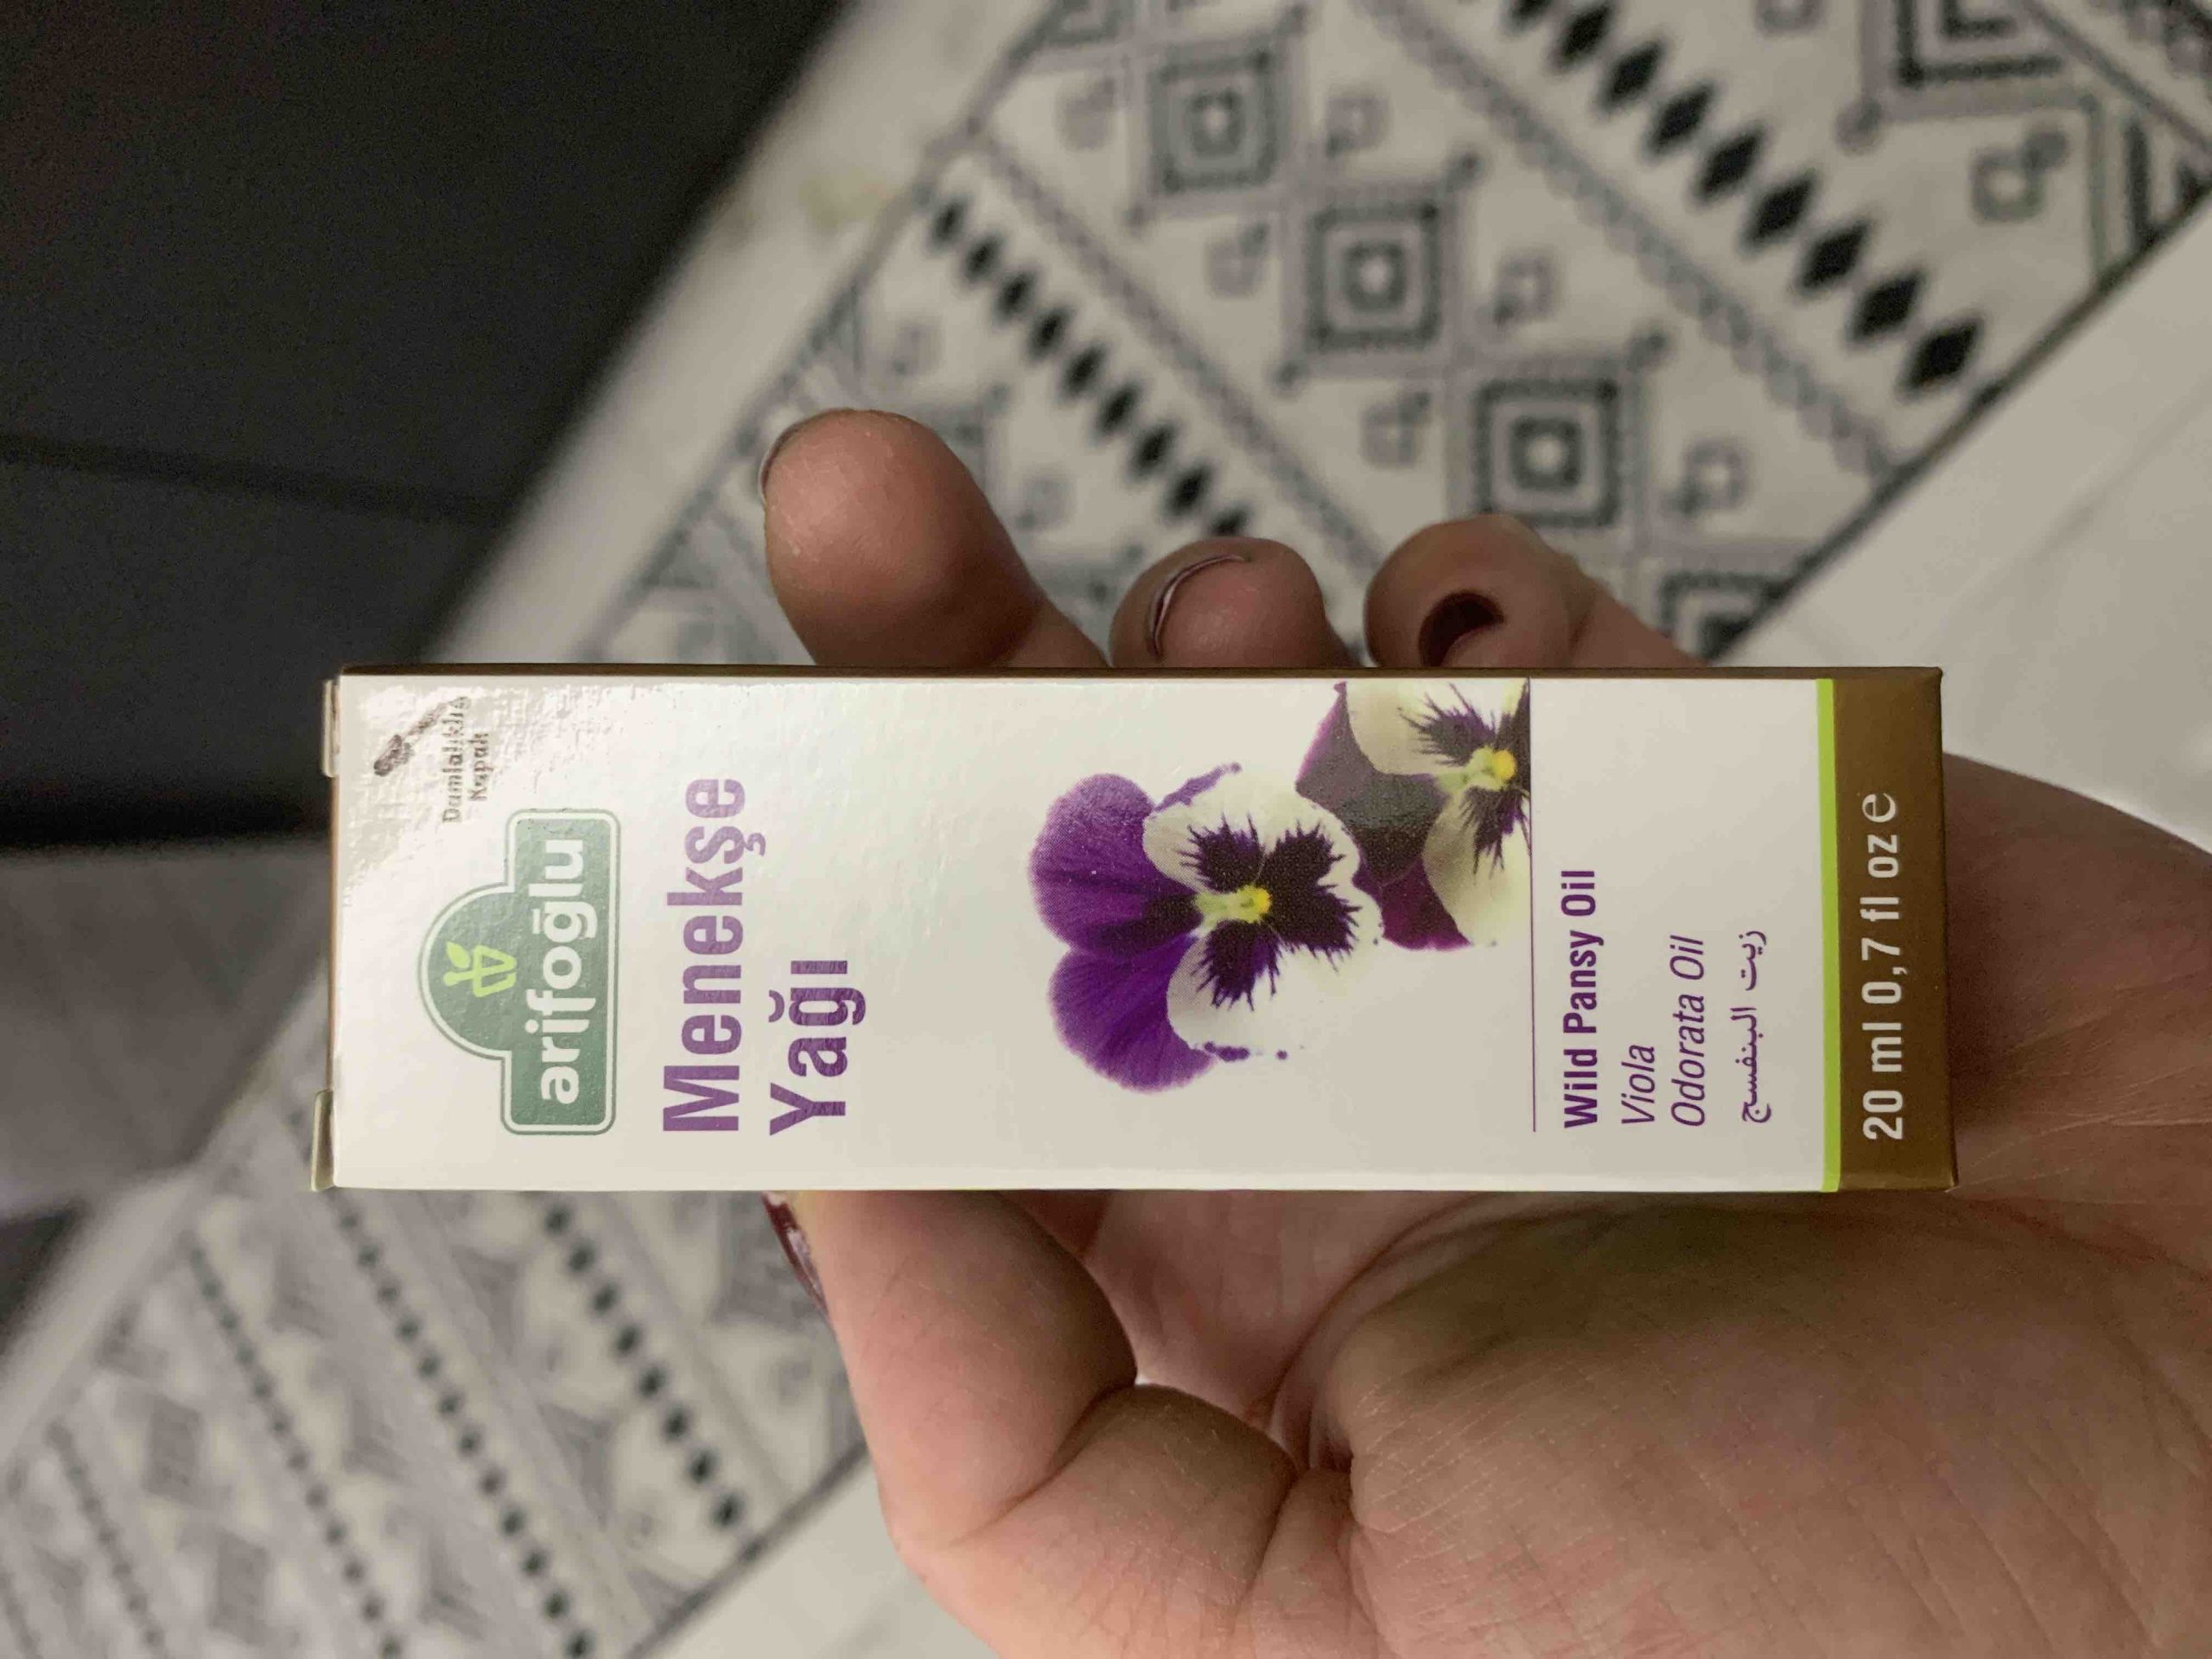 Damlalıklı
Kapak
arifoğlu
Menekşe
Yağı
Wild Pansy Oil
Viola
Odorata Oil
زيت البنفسج
20 ml 0,7 fl oz e